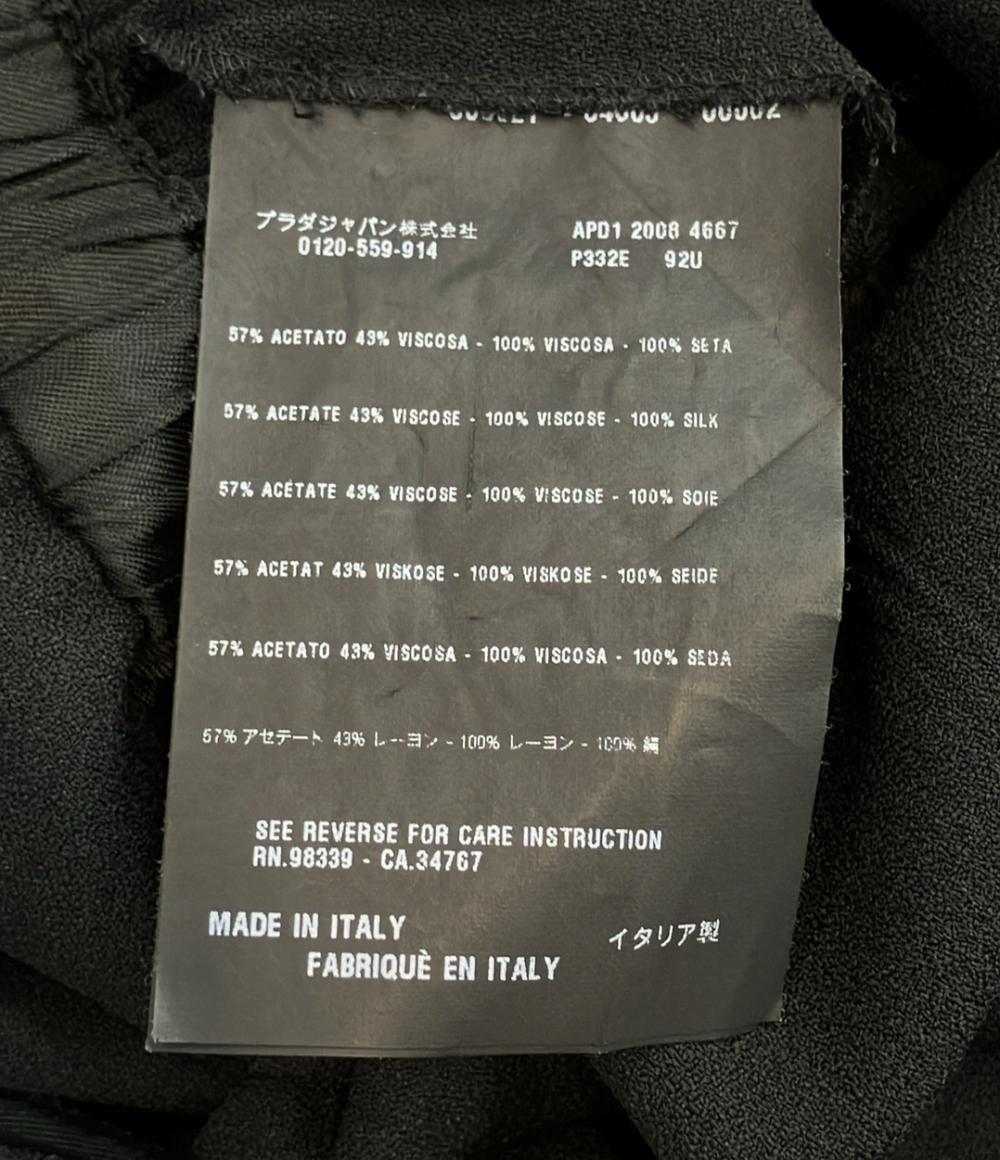 プラダジャパン株式会社
0120-559-914
APD1 2008 4667
P332E 92U
57% ACETATO 43% VISCOSA - 100% VISCOSA - 100% SETA
57% ACETATE 43% VISCOSE - 100% VISCOSE - 100% SILK
57% ACÉTATE 43% VISCOSE - 100% VISCOSE - 100% SOIE
57% ACETAT 43% VISKOSE - 100% VISKOSE - 100% SEIDE
57% ACETATO 43% VISCOSA - 100% VISCOSA - 100% SEDA
57% アセテート 43% レーヨン - 100% レーヨン - 100% 絹
SEE REVERSE FOR CARE INSTRUCTION
RN.98339 - CA.34767
MADE IN ITALY
FABRIQUÈ EN ITALY
イタリア製